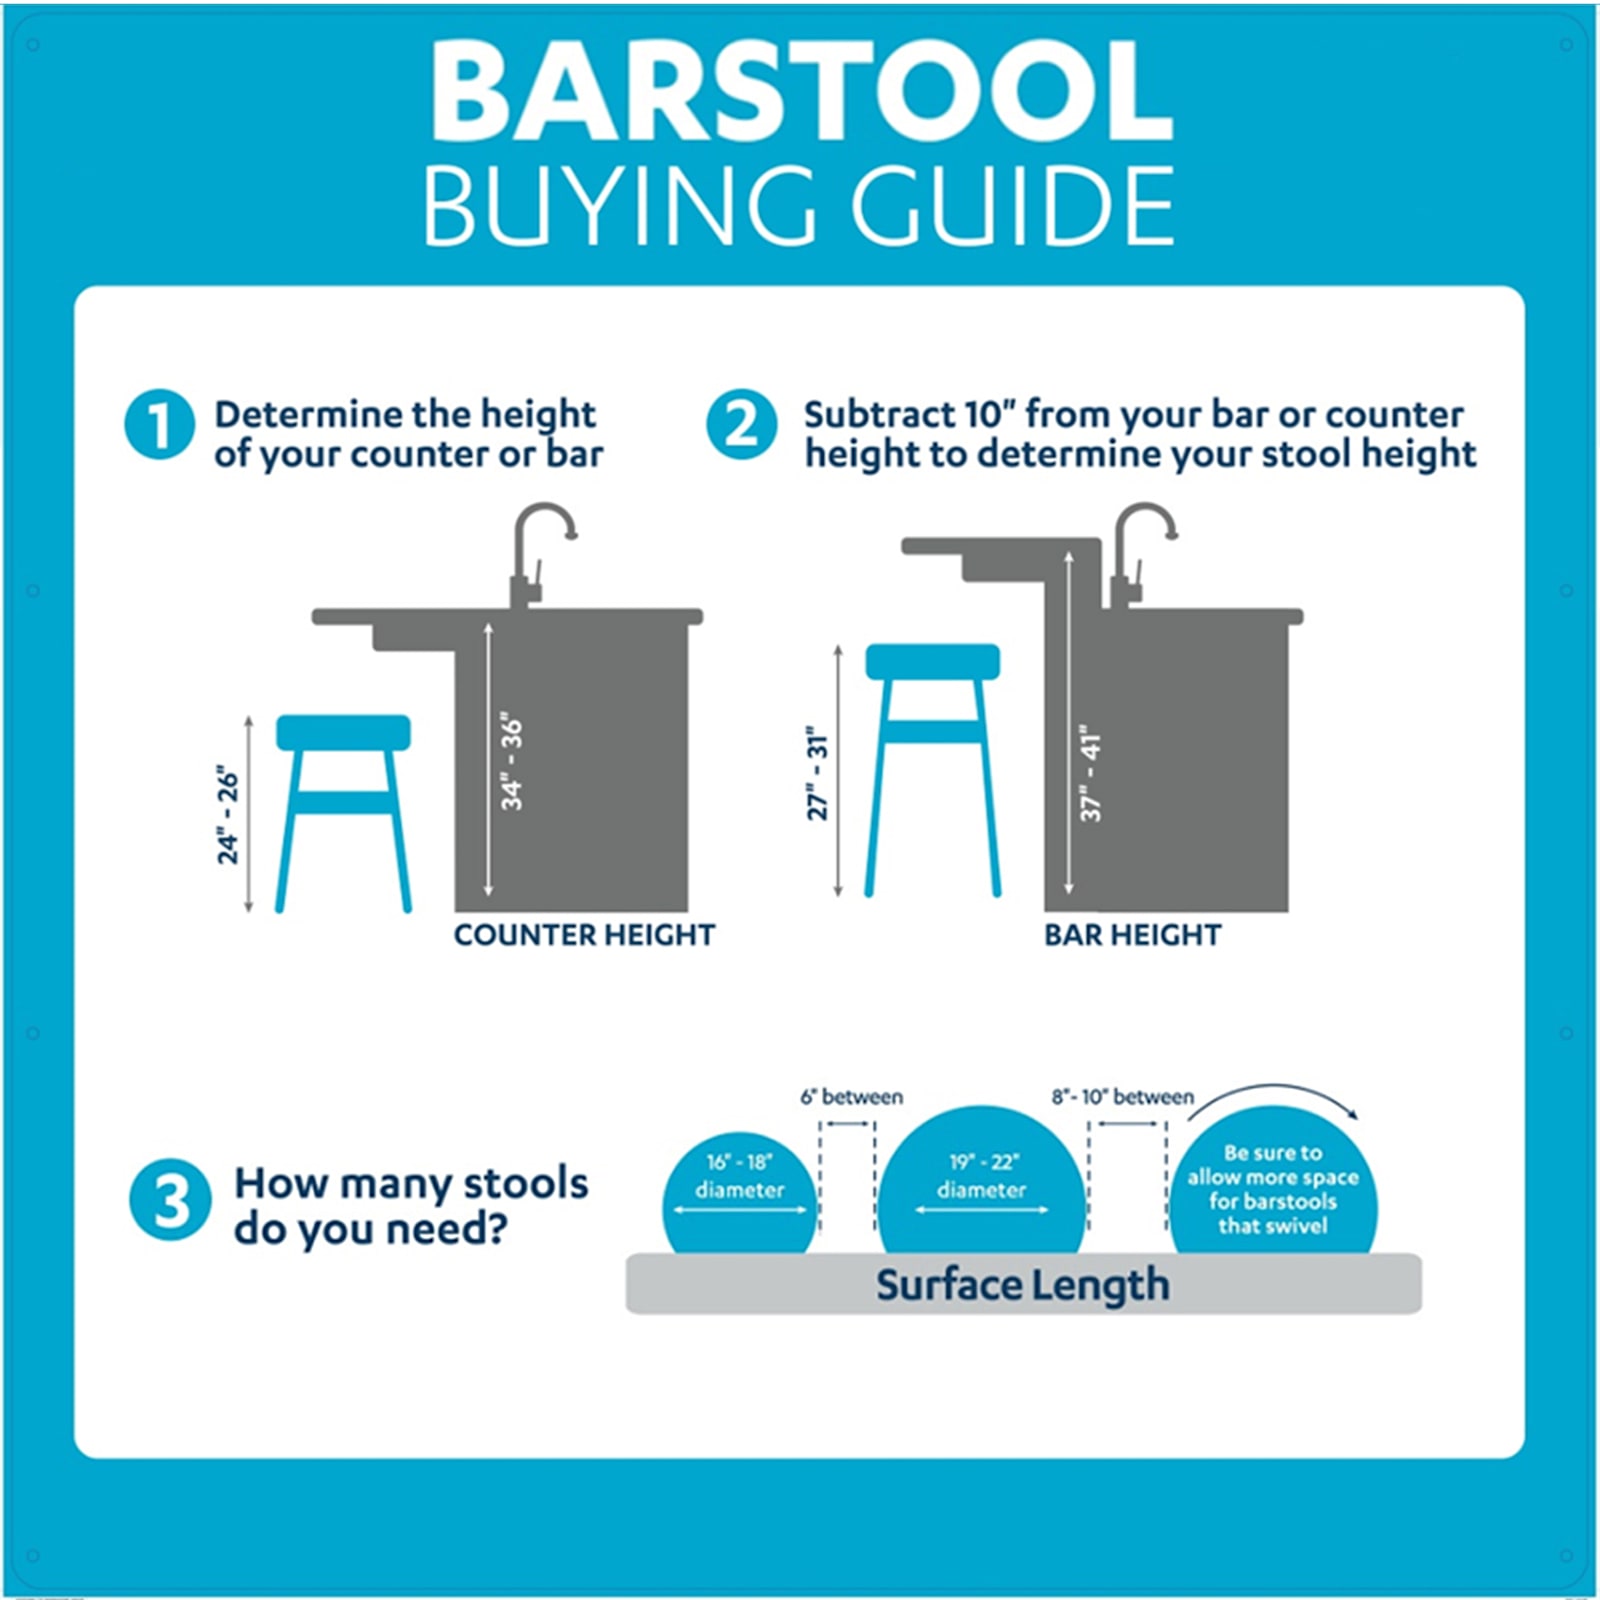 BARSTOOL
BUYING GUIDE
1
Determine the height
of your counter or bar
2
Subtract 10" from your bar or counter
height to determine your stool height
24" - 26"
34" - 36"
COUNTER HEIGHT
27" - 31"
37" - 41"
BAR HEIGHT
3
How many stools
do you need?
6" between
8"- 10" between
16" - 18"
diameter
19" - 22"
diameter
Be sure to
allow more space
for barstools
that swivel
Surface Length